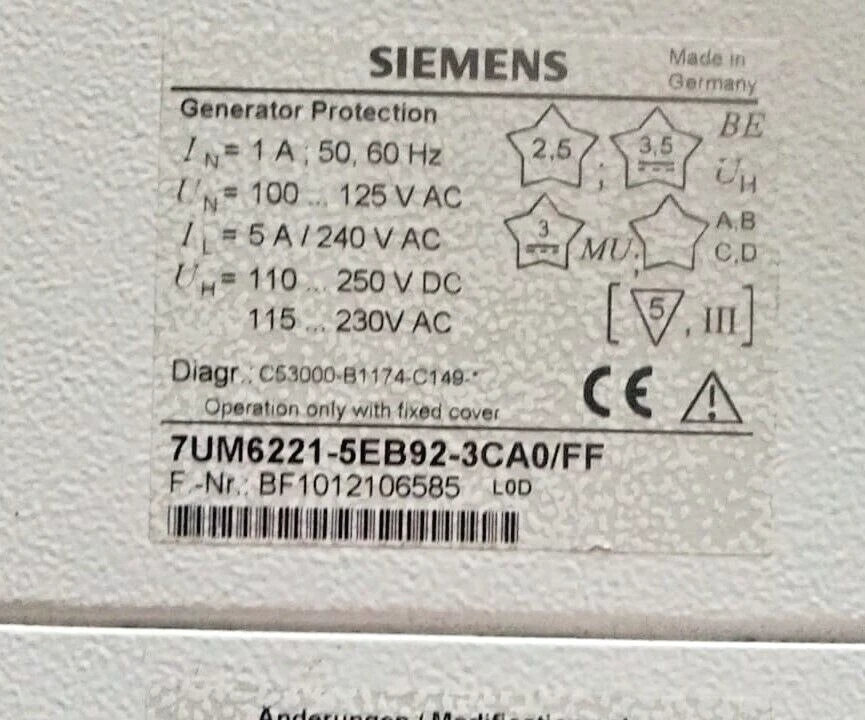 SIEMENS
Made in
Germany
Generator Protection
IN = 1 A ; 50, 60 Hz
UN = 100 ... 125 V AC
IL = 5 A / 240 V AC
UH = 110 ... 250 V DC
115 ... 230V AC
2,5 ; 3,5 BE
UH
3 MU; A,B
C,D
[ 5 , III ]
Diagr.: C53000-B1174-C149-*
Operation only with fixed cover
CE
7UM6221-5EB92-3CA0/FF
F.-Nr.: BF1012106585 L0D
Änderungen /